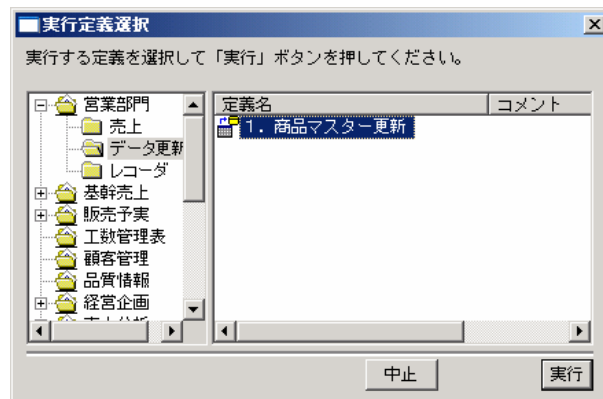 実行定義選択
実行する定義を選択して「実行」ボタンを押してください。
営業部門
売上
データ更新
レコーダ
基幹売上
販売予実
工数管理表
顧客管理
品質情報
経営企画
定義名 コメント
1. 商品マスター更新
中止 実行